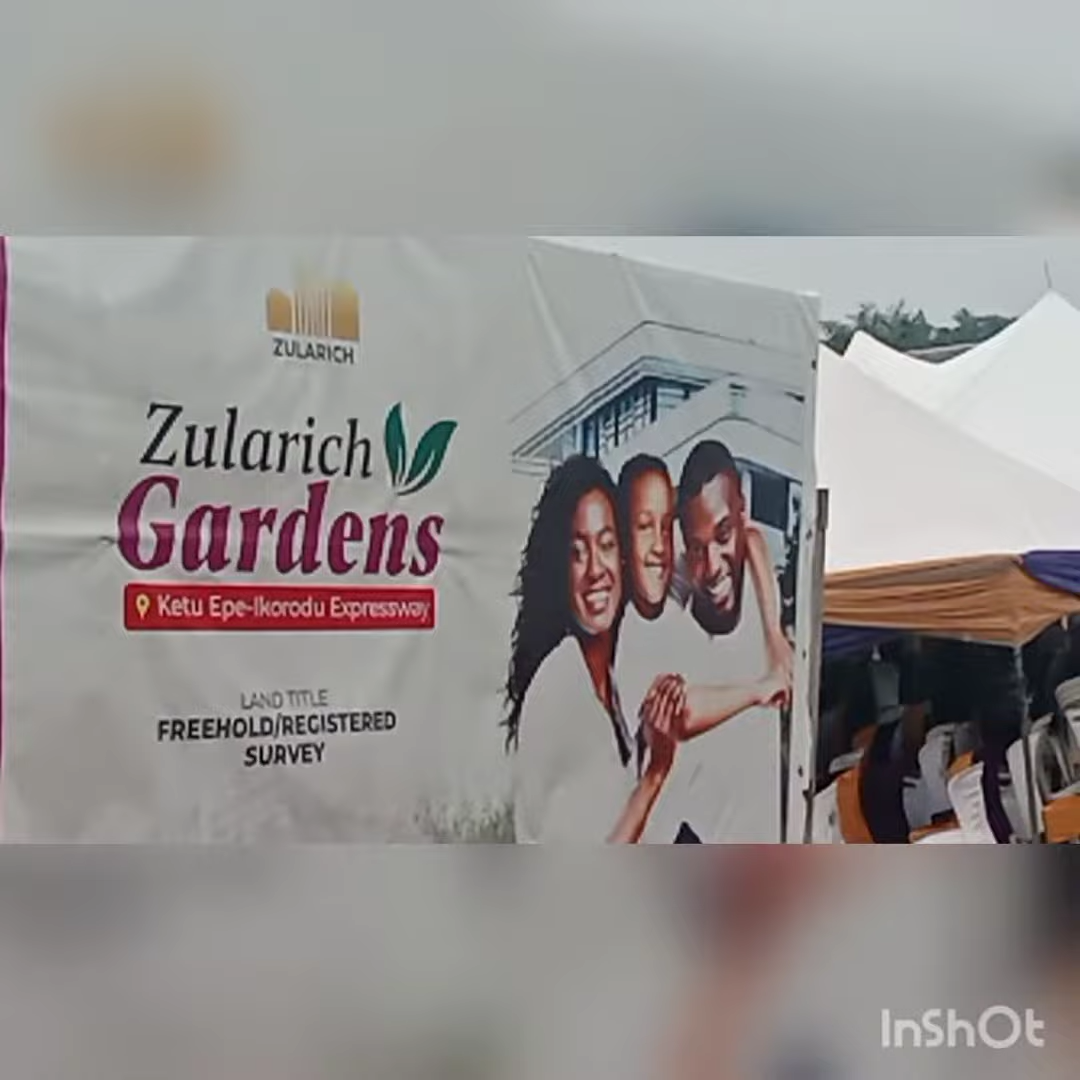 ZULARICH
Zularich
Gardens
Ketu Epe-Ikorodu Expressway
LAND TITLE
FREEHOLD/REGISTERED
SURVEY
InShOt